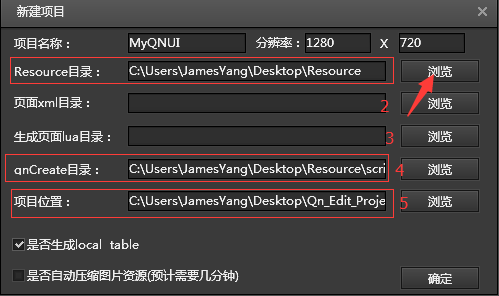 新建项目
项目名称： MyQNUI 分辨率：1280 X 720
Resource目录： C:\Users\JamesYang\Desktop\Resource 浏览
页面xml目录： 2 浏览
生成页面lua目录： 3 浏览
qnCreate目录： C:\Users\JamesYang\Desktop\Resource\scri 4 浏览
项目位置： C:\Users\JamesYang\Desktop\Qn_Edit_Proje 5 浏览
是否生成local table
是否自动压缩图片资源(预计需要几分钟) 确定